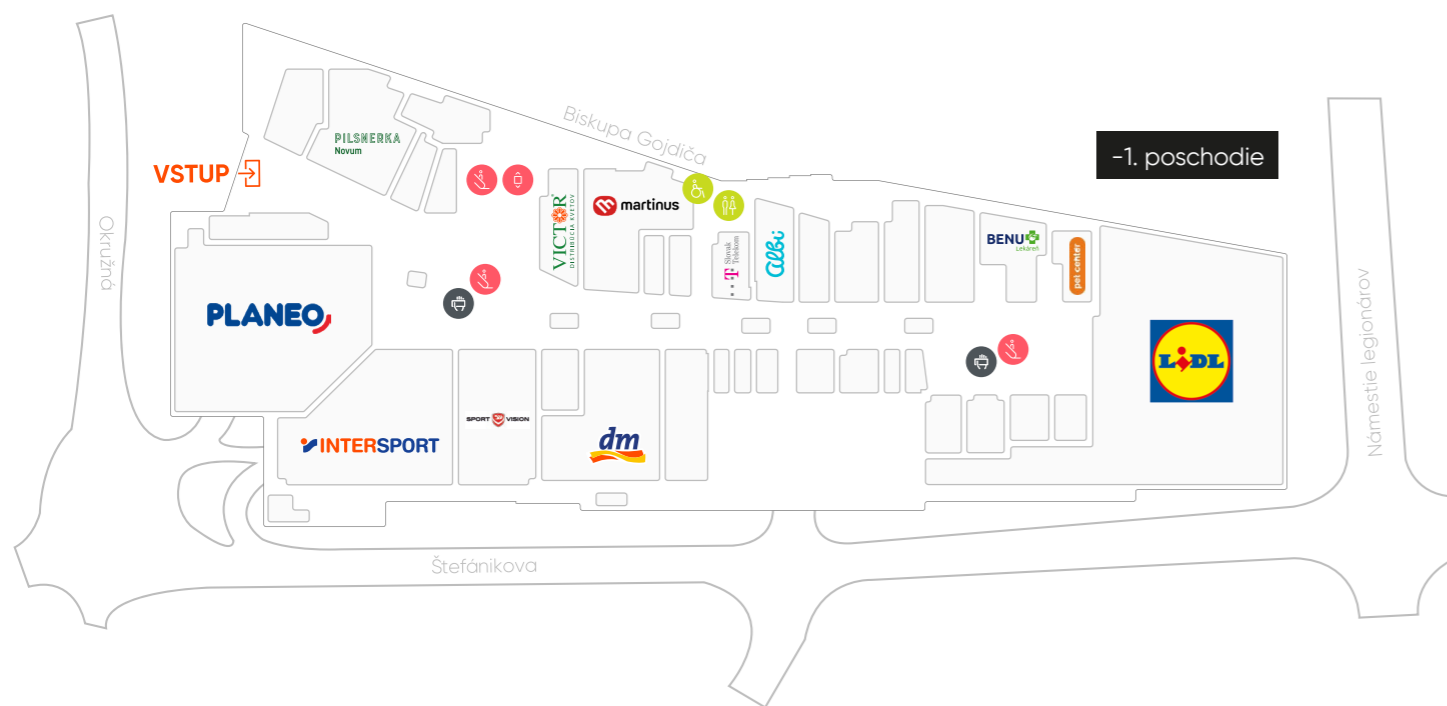 Biskupa Gojdiča
-1. poschodie
PILSNERKA
Novum
VSTUP
Okružná
VICTOR
DISTRIBÚCIA KVETOV
martinus
T Slovak
Telekom
albi
BENU
Lekáreň
pet center
PLANEO
LIDL
Námestie legionárov
INTERSPORT
SPORT VISION
dm
Štefánikova